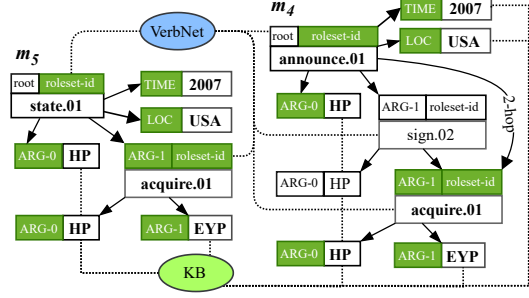 m5
VerbNet
m4
TIME 2007
LOC USA
root roleset-id
announce.01
root roleset-id
state.01
TIME 2007
LOC USA
ARG-0 HP
ARG-1 roleset-id
sign.02
2-hop
ARG-0 HP
ARG-1 roleset-id
acquire.01
ARG-0 HP
ARG-1 roleset-id
acquire.01
ARG-0 HP
ARG-1 EYP
ARG-0 HP
ARG-1 EYP
KB